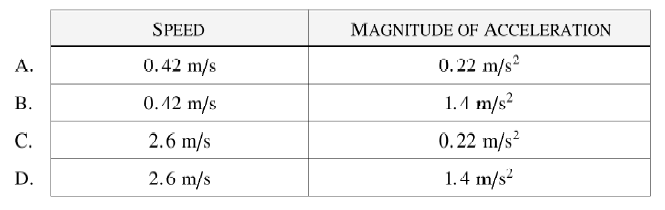 SPEED MAGNITUDE OF ACCELERATION
A. 0.42 m/s 0.22 m/s²
B. 0.42 m/s 1.4 m/s²
C. 2.6 m/s 0.22 m/s²
D. 2.6 m/s 1.4 m/s²